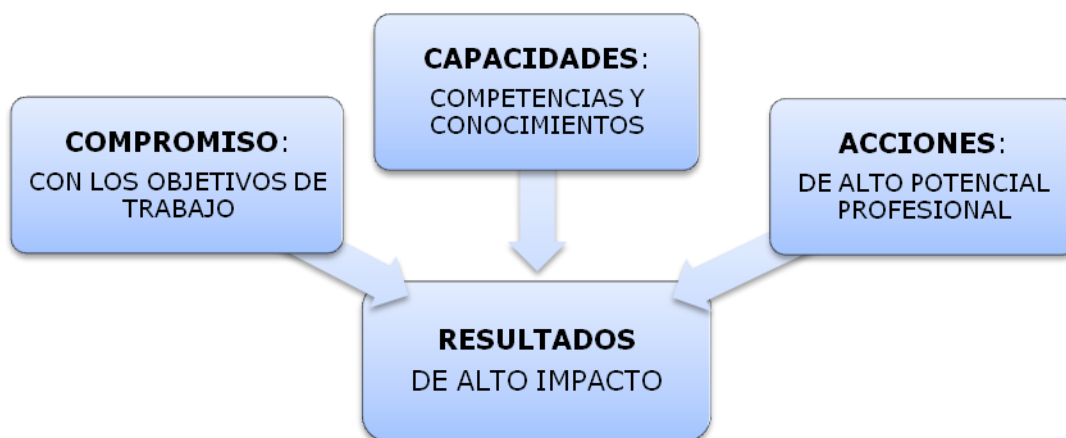 COMPROMISO:
CON LOS OBJETIVOS DE
TRABAJO
CAPACIDADES:
COMPETENCIAS Y
CONOCIMIENTOS
ACCIONES:
DE ALTO POTENCIAL
PROFESIONAL
RESULTADOS
DE ALTO IMPACTO